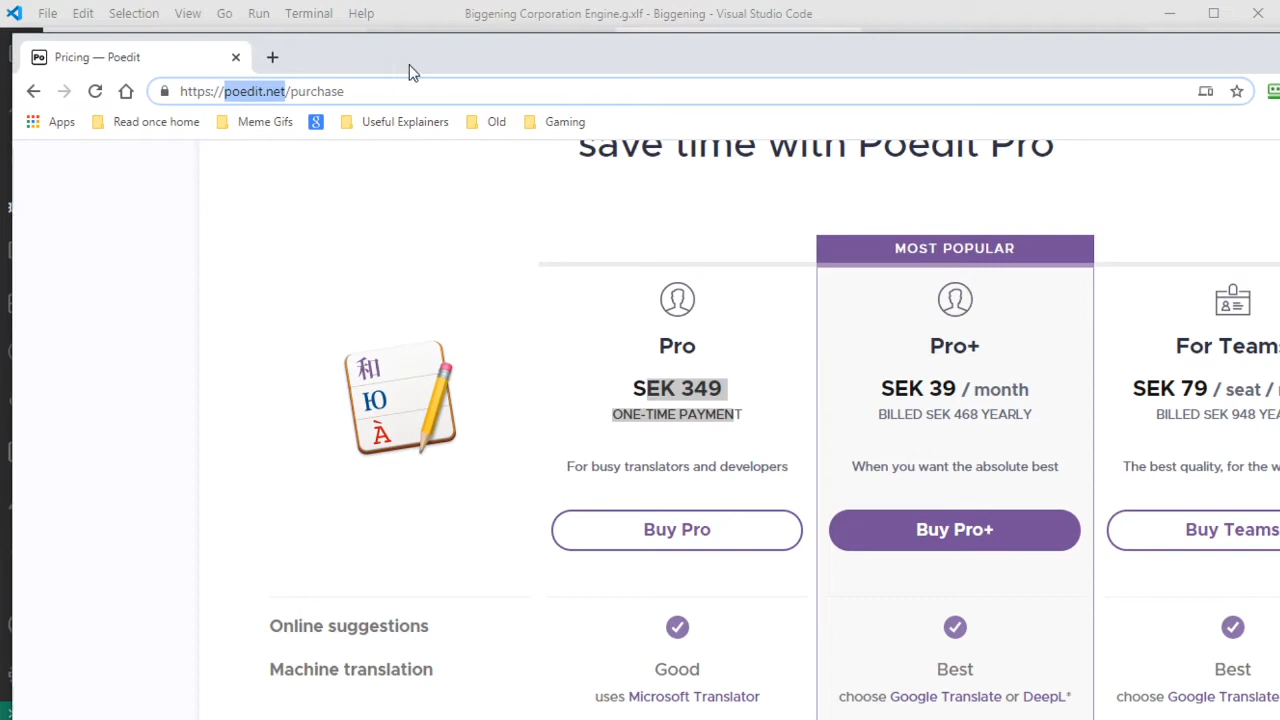 File Edit Selection View Go Run Terminal Help Biggening Corporation Engine.g.xlf - Biggening - Visual Studio Code
Po Pricing — Poedit
https://poedit.net/purchase
Apps Read once home Meme Gifs Useful Explainers Old Gaming
save time with Poedit Pro
MOST POPULAR
Pro Pro+ For Teams
SEK 349 SEK 39 / month SEK 79 / seat /
ONE-TIME PAYMENT BILLED SEK 468 YEARLY BILLED SEK 948
和
Ю
À
For busy translators and developers When you want the absolute best The best quality, for the
Buy Pro Buy Pro+ Buy Teams
Online suggestions
Machine translation Good Best Best
uses Microsoft Translator choose Google Translate or DeepL* choose Google Translate